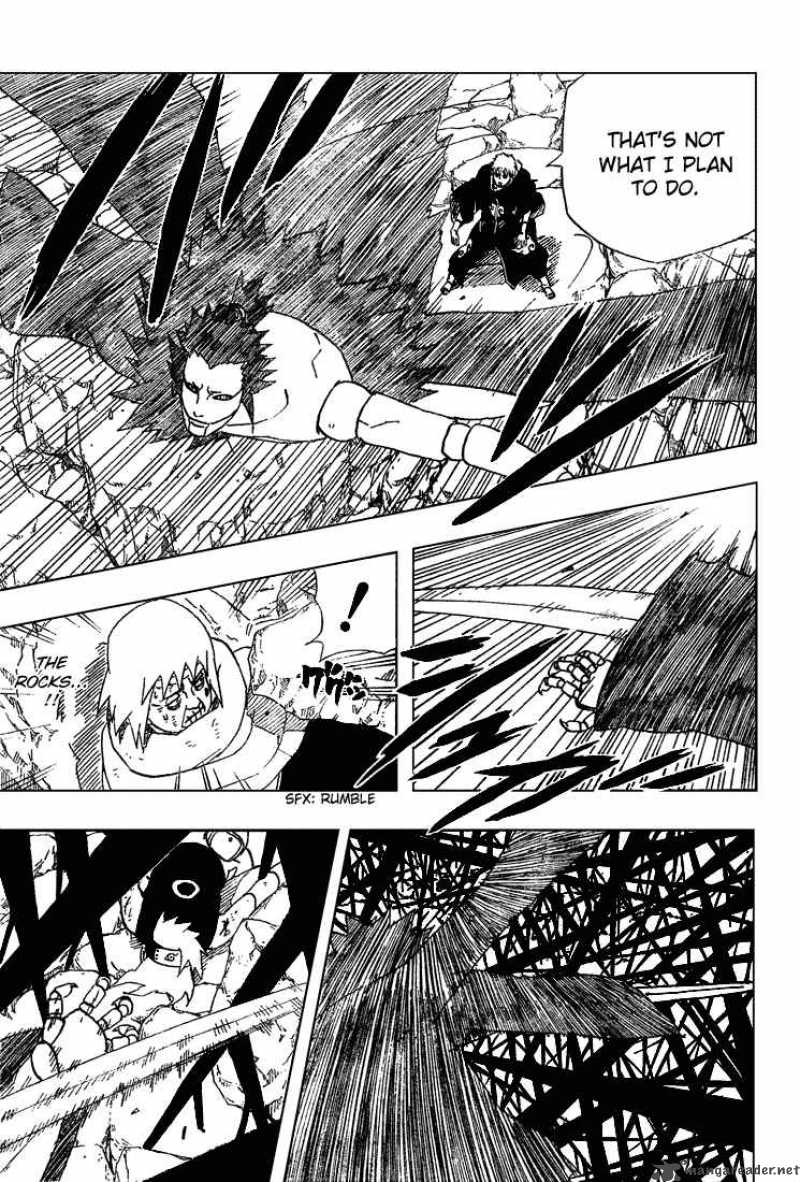 THAT'S NOT
WHAT I PLAN
TO DO.
THE
ROCKS...
!!
!
SFX: RUMBLE
mangareader.net